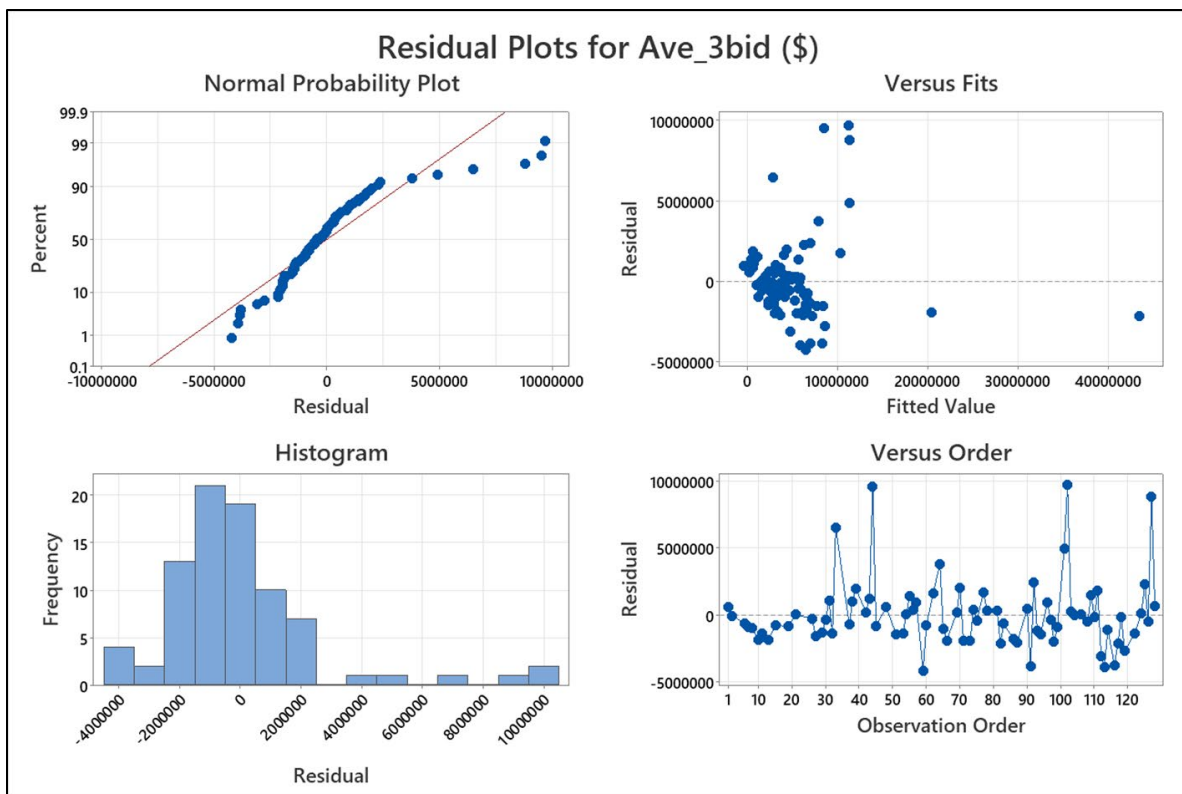 Residual Plots for Ave_3bid ($)
Normal Probability Plot
99.9
99
90
50
10
1
0.1
Percent
-10000000 -5000000 0 5000000 10000000
Residual
Versus Fits
10000000
5000000
0
-5000000
Residual
0 10000000 20000000 30000000 40000000
Fitted Value
Histogram
20
15
10
5
0
Frequency
-4000000 -2000000 0 2000000 4000000 6000000 8000000 10000000
Residual
Versus Order
10000000
5000000
0
-5000000
Residual
1 10 20 30 40 50 60 70 80 90 100 110 120
Observation Order